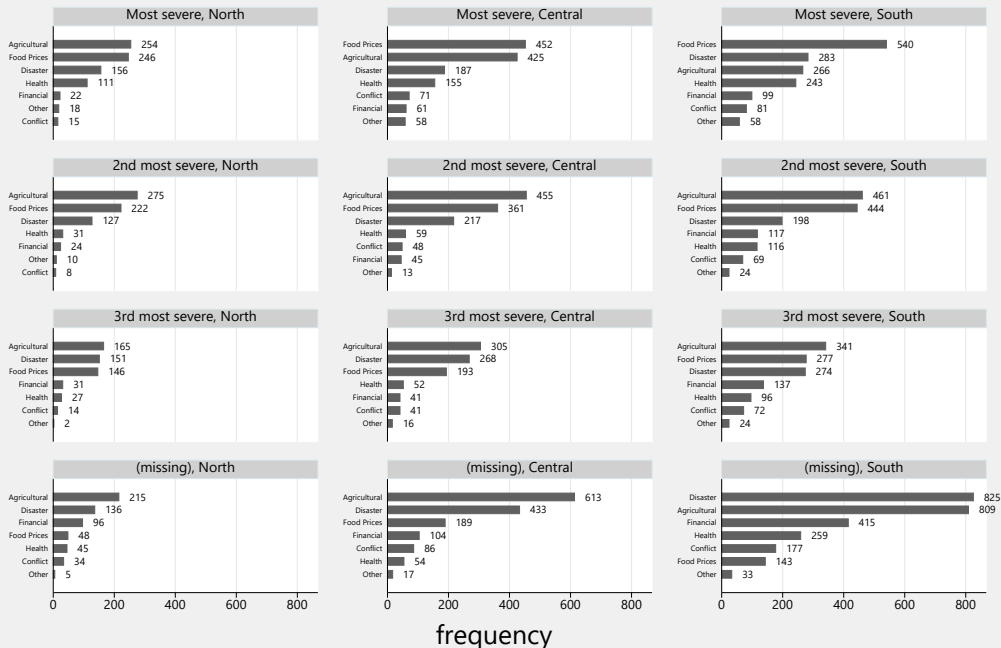 Most severe, North
Agricultural 254
Food Prices 246
Disaster 156
Health 111
Financial 22
Other 18
Conflict 15
Most severe, Central
Food Prices 452
Agricultural 425
Disaster 187
Health 155
Conflict 71
Financial 61
Other 58
Most severe, South
Food Prices 540
Disaster 283
Agricultural 266
Health 243
Financial 99
Conflict 81
Other 58
2nd most severe, North
Agricultural 275
Food Prices 222
Disaster 127
Health 31
Financial 24
Other 10
Conflict 8
2nd most severe, Central
Agricultural 455
Food Prices 361
Disaster 217
Health 59
Conflict 48
Financial 45
Other 13
2nd most severe, South
Agricultural 461
Food Prices 444
Disaster 198
Financial 117
Health 116
Conflict 69
Other 24
3rd most severe, North
Agricultural 165
Disaster 151
Food Prices 146
Financial 31
Health 27
Conflict 14
Other 2
3rd most severe, Central
Agricultural 305
Disaster 268
Food Prices 193
Health 52
Financial 41
Conflict 41
Other 16
3rd most severe, South
Agricultural 341
Food Prices 277
Disaster 274
Financial 137
Health 96
Conflict 72
Other 24
(missing), North
Agricultural 215
Disaster 136
Financial 96
Food Prices 48
Health 45
Conflict 34
Other 5
0 200 400 600 800
(missing), Central
Agricultural 613
Disaster 433
Food Prices 189
Financial 104
Conflict 86
Health 54
Other 17
0 200 400 600 800
(missing), South
Disaster 825
Agricultural 809
Financial 415
Health 259
Conflict 177
Food Prices 143
Other 33
0 200 400 600 800
frequency